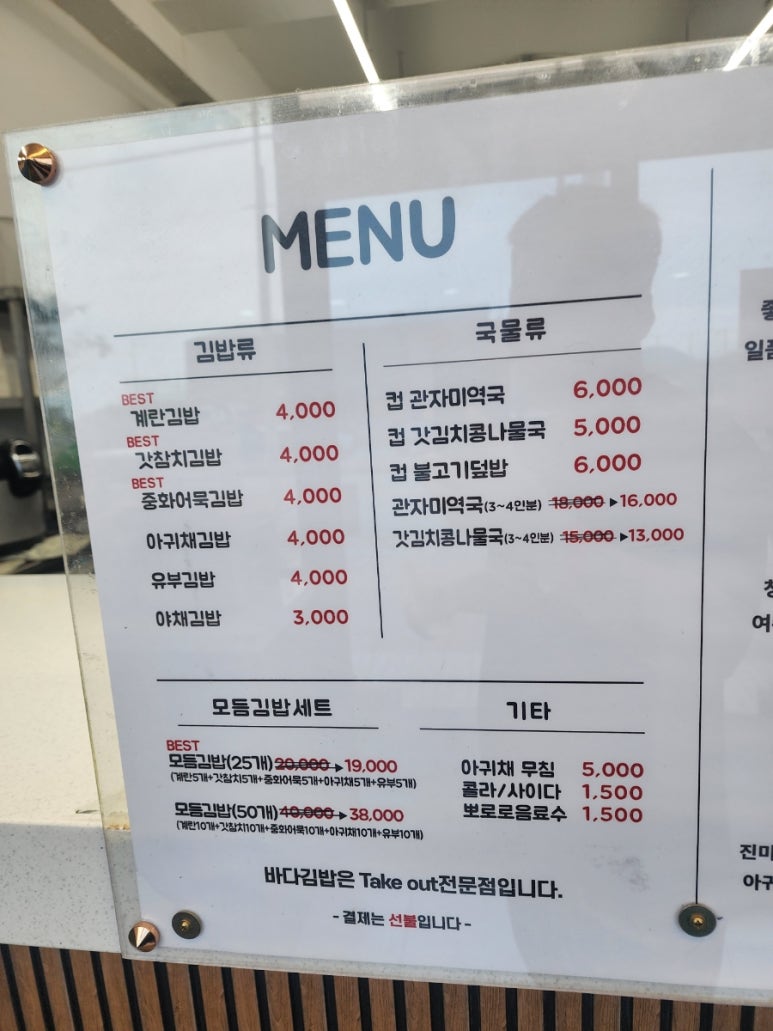 MENU
김밥류
BEST
계란김밥 4,000
BEST
갓참치김밥 4,000
BEST
중화어묵김밥 4,000
아귀채김밥 4,000
유부김밥 4,000
야채김밥 3,000
국물류
컵 관자미역국 6,000
컵 갓김치콩나물국 5,000
컵 불고기덮밥 6,000
관자미역국(3~4인분) 18,000 ▶16,000
갓김치콩나물국(3~4인분) 15,000 ▶13,000
모듬김밥세트
BEST
모듬김밥(25개) 20,000 ▶19,000
(계란5개+갓참치5개+중화어묵5개+아귀채5개+유부5개)
모듬김밥(50개) 40,000 ▶38,000
(계란10개+갓참치10개+중화어묵10개+아귀채10개+유부10개)
기타
아귀채 무침 5,000
콜라/사이다 1,500
뽀로로음료수 1,500
바다김밥은 Take out전문점입니다.
- 결제는 선불입니다 -
일품
여
진미
아구